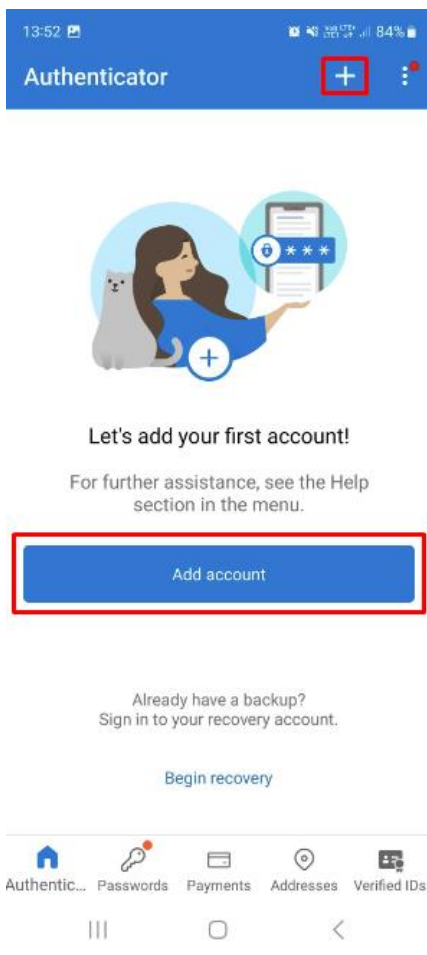 13:52
84%
Authenticator
Let's add your first account!
For further assistance, see the Help
section in the menu.
Add account
Already have a backup?
Sign in to your recovery account.
Begin recovery
Authentic... Passwords Payments Addresses Verified IDs